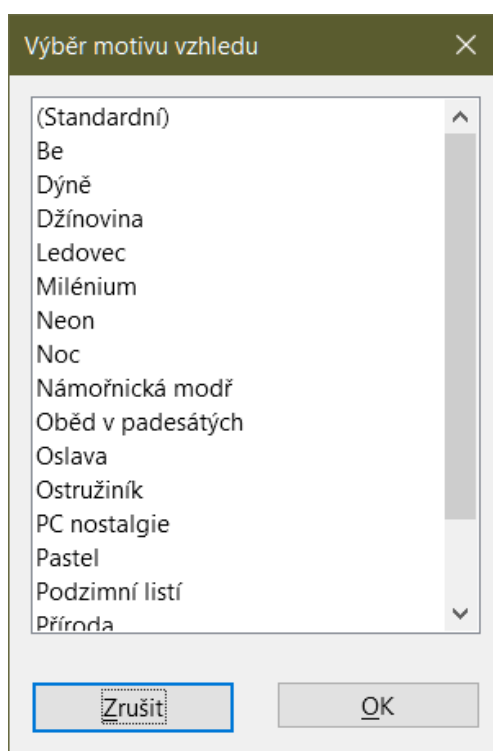 Výběr motivu vzhledu
(Standardní)
Be
Dýně
Džínovina
Ledovec
Milénium
Neon
Noc
Námořnická modř
Oběd v padesátých
Oslava
Ostružiník
PC nostalgie
Pastel
Podzimní listí
Příroda
Zrušit
OK